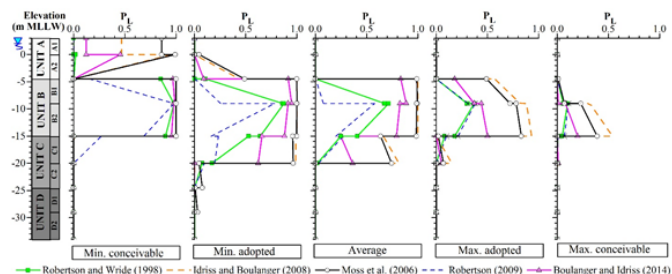 Elevation
(m MLLW)
P_L P_L P_L P_L P_L
0.0 0.5 1.0 0.0 0.5 1.0 0.0 0.5 1.0 0.0 0.5 1.0 0.0 0.5 1.0
UNIT A A1 A2
UNIT B B1 B2
UNIT C C1 C2
UNIT D D1 D2
0
-5
-10
-15
-20
-25
-30
Min. conceivable Min. adopted Average Max. adopted Max. conceivable
Robertson and Wride (1998) Idriss and Boulanger (2008) Moss et al. (2006) Robertson (2009) Boulanger and Idriss (2014)